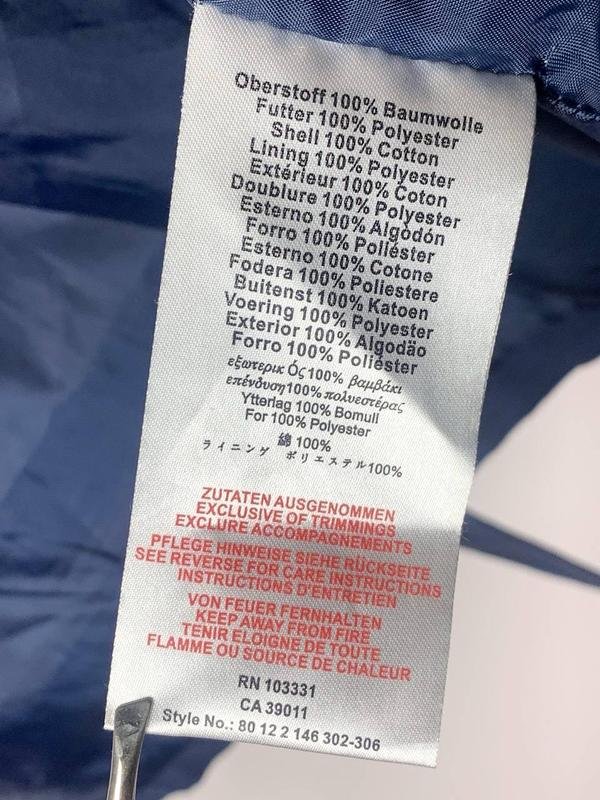 Oberstoff 100% Baumwolle
Futter 100% Polyester
Shell 100% Cotton
Lining 100% Polyester
Extérieur 100% Coton
Doublure 100% Polyester
Esterno 100% Algodón
Forro 100% Poliéster
Esterno 100% Cotone
Fodera 100% Poliestere
Buitenst 100% Katoen
Voering 100% Polyester
Exterior 100% Algodäo
Forro 100% Poliéster
εξωτερικ Ός 100% βαμβάκι
επένδυση 100% πολυεστέρας
Ytterlag 100% Bomull
For 100% Polyester
綿 100%
ライニング ポリエステル100%
ZUTATEN AUSGENOMMEN
EXCLUSIVE OF TRIMMINGS
EXCLURE ACCOMPAGNEMENTS
PFLEGE HINWEISE SIEHE RÜCKSEITE
SEE REVERSE FOR CARE INSTRUCTIONS
INSTRUCTIONS D'ENTRETIEN
VON FEUER FERNHALTEN
KEEP AWAY FROM FIRE
TENIR ELOIGNE DE TOUTE
FLAMME OU SOURCE DE CHALEUR
RN 103331
CA 39011
Style No.: 80 12 2 146 302-306